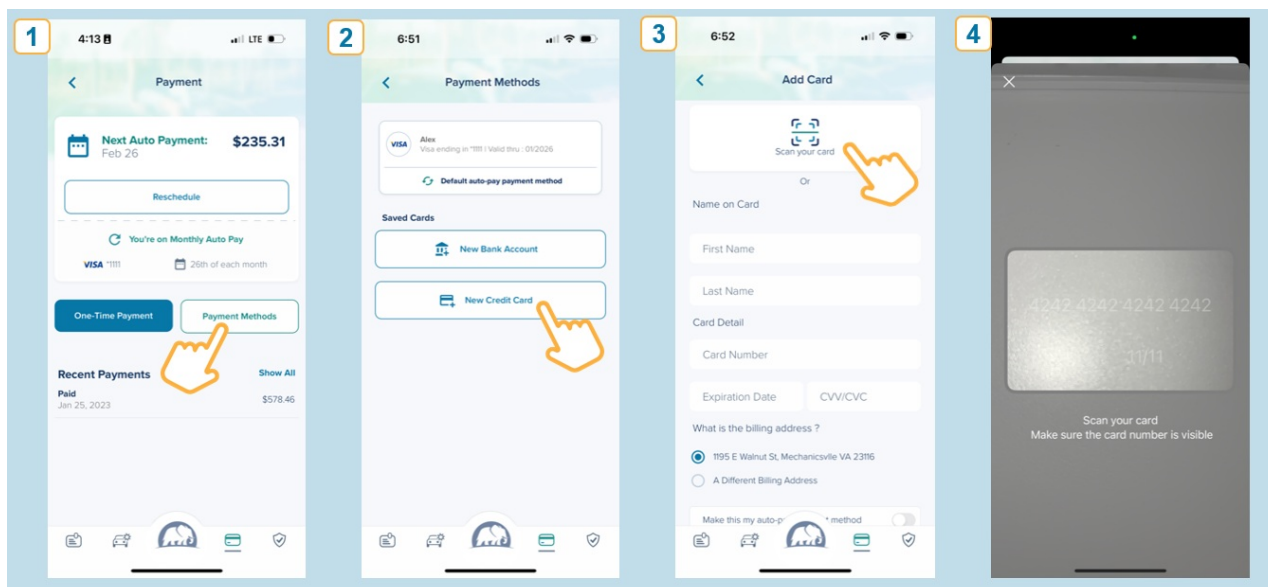 1
4:13
LTE
Payment
Next Auto Payment:
$235.31
Feb 26
Reschedule
You're on Monthly Auto Pay
VISA *1111
26th of each month
One-Time Payment
Payment Methods
Recent Payments
Show All
Paid
Jan 25, 2023
$578.46
2
6:51
Payment Methods
VISA
Alex
Visa ending in *1111 | Valid thru : 01/2026
Default auto-pay payment method
Saved Cards
New Bank Account
New Credit Card
3
6:52
Add Card
Scan your card
Or
Name on Card
First Name
Last Name
Card Detail
Card Number
Expiration Date
CVV/CVC
What is the billing address ?
1195 E Walnut St, Mechanicsvlle VA 23116
A Different Billing Address
Make this my auto-p method
4
4242 4242 4242 4242
11/11
Scan your card
Make sure the card number is visible